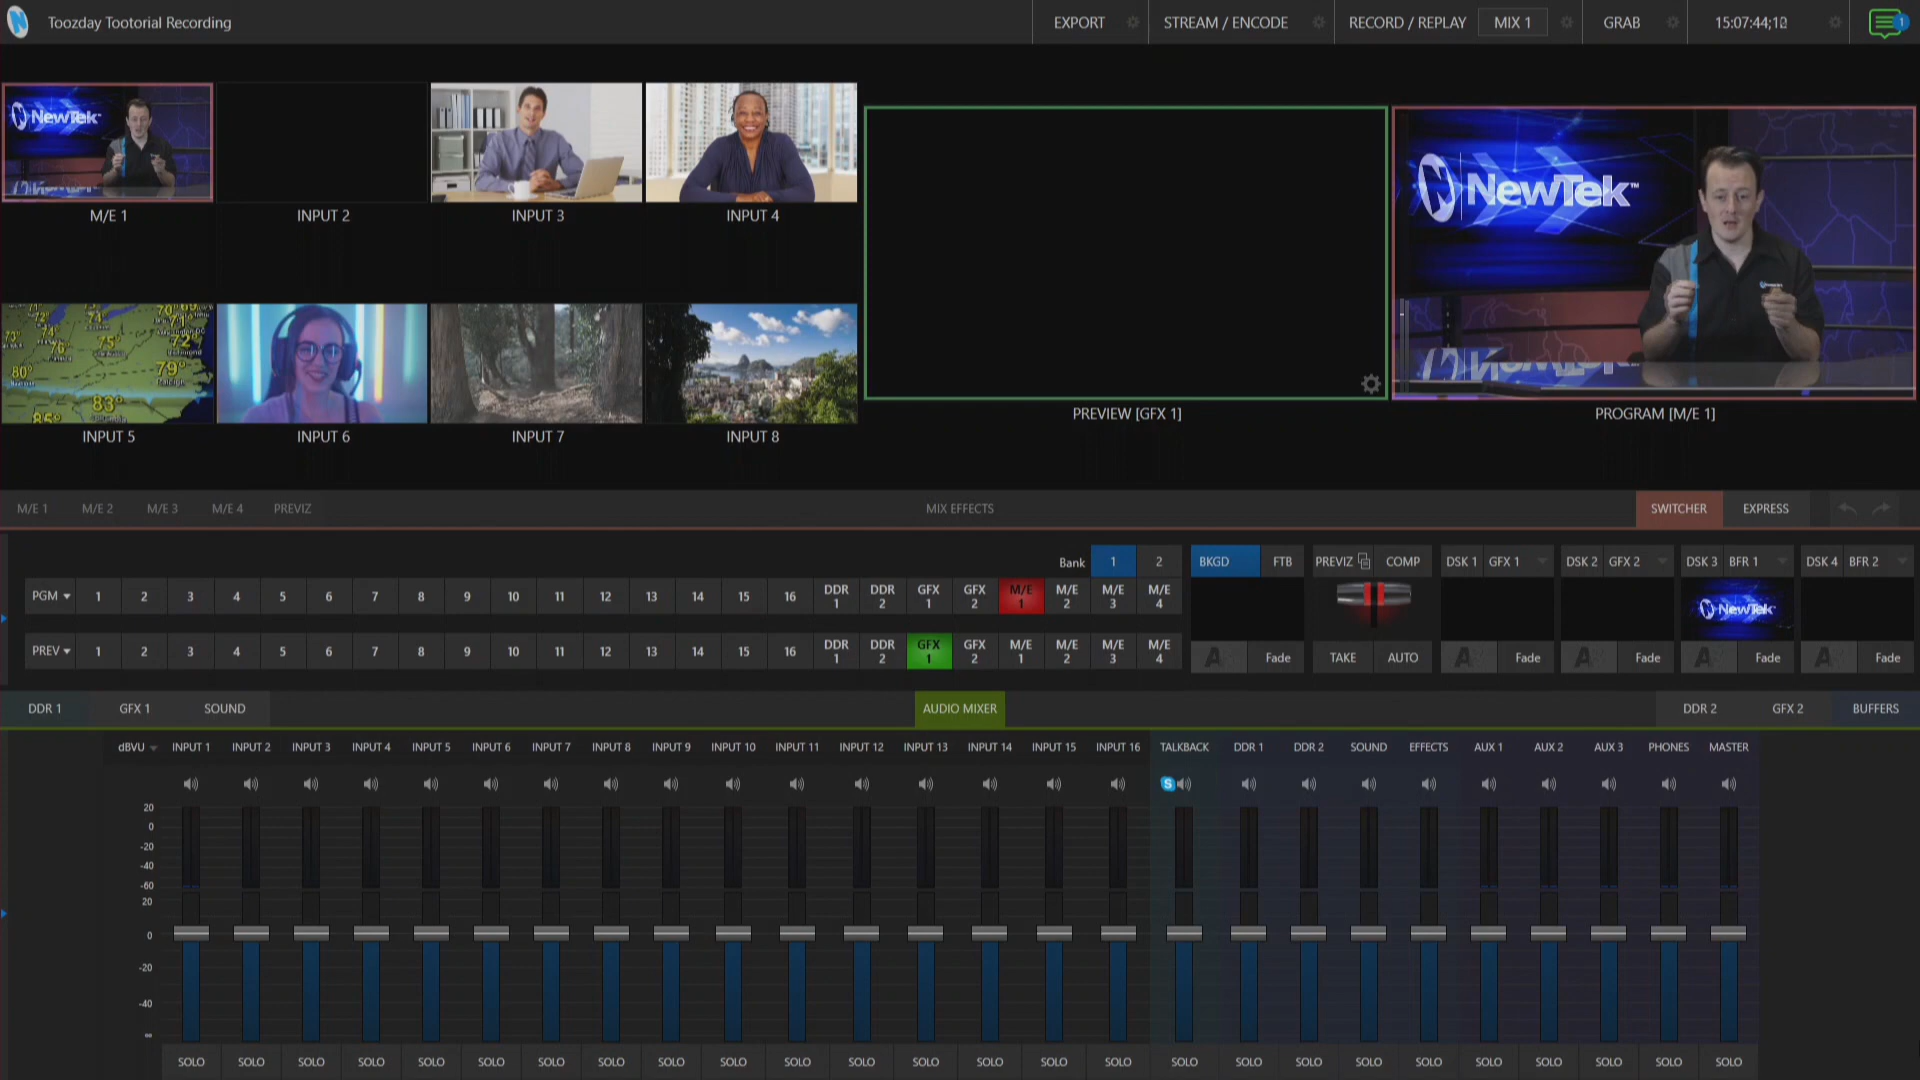 Toozday Tootorial Recording
EXPORT
STREAM / ENCODE
RECORD / REPLAY
MIX 1
GRAB
1
NewTek
NewTek™
M/E 1
INPUT 2
INPUT 3
INPUT 4
PREVIEW [GFX 1]
PROGRAM [M/E 1]
74°
72°
76°
75°
80°
79°
83°
85°
INPUT 5
INPUT 6
INPUT 7
INPUT 8
M/E 1 M/E 2 M/E 3 M/E 4 PREVIZ
MIX EFFECTS
SWITCHER EXPRESS
Bank 1 2
BKGD FTB
PREVIZ COMP
DSK 1 GFX 1
DSK 2 GFX 2
DSK 3 BFR 1
DSK 4 BFR 2
PGM 1 2 3 4 5 6 7 8 9 10 11 12 13 14 15 16 DDR 1 DDR 2 GFX 1 GFX 2 M/E 1 M/E 2 M/E 3 M/E 4
NewTek
PREV 1 2 3 4 5 6 7 8 9 10 11 12 13 14 15 16 DDR 1 DDR 2 GFX 1 GFX 2 M/E 1 M/E 2 M/E 3 M/E 4
Fade TAKE AUTO Fade Fade Fade Fade
DDR 1 GFX 1 SOUND
AUDIO MIXER
DDR 2 GFX 2 BUFFERS
dBVU INPUT 1 INPUT 2 INPUT 3 INPUT 4 INPUT 5 INPUT 6 INPUT 7 INPUT 8 INPUT 9 INPUT 10 INPUT 11 INPUT 12 INPUT 13 INPUT 14 INPUT 15 INPUT 16 TALKBACK DDR 1 DDR 2 SOUND EFFECTS AUX 1 AUX 2 AUX 3 PHONES MASTER
S
20
0
-20
-40
-60
20
0
-20
-40
∞
SOLO SOLO SOLO SOLO SOLO SOLO SOLO SOLO SOLO SOLO SOLO SOLO SOLO SOLO SOLO SOLO SOLO SOLO SOLO SOLO SOLO SOLO SOLO SOLO SOLO SOLO